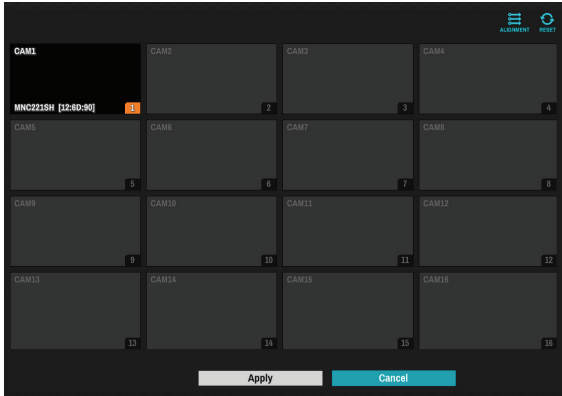 ALIGNMENT RESET
CAM1 CAM2 CAM3 CAM4
MNC221SH [12:6D:90] 1 2 3 4
CAM5 CAM6 CAM7 CAM8
5 6 7 8
CAM9 CAM10 CAM11 CAM12
9 10 11 12
CAM13 CAM14 CAM15 CAM16
13 14 15 16
Apply Cancel